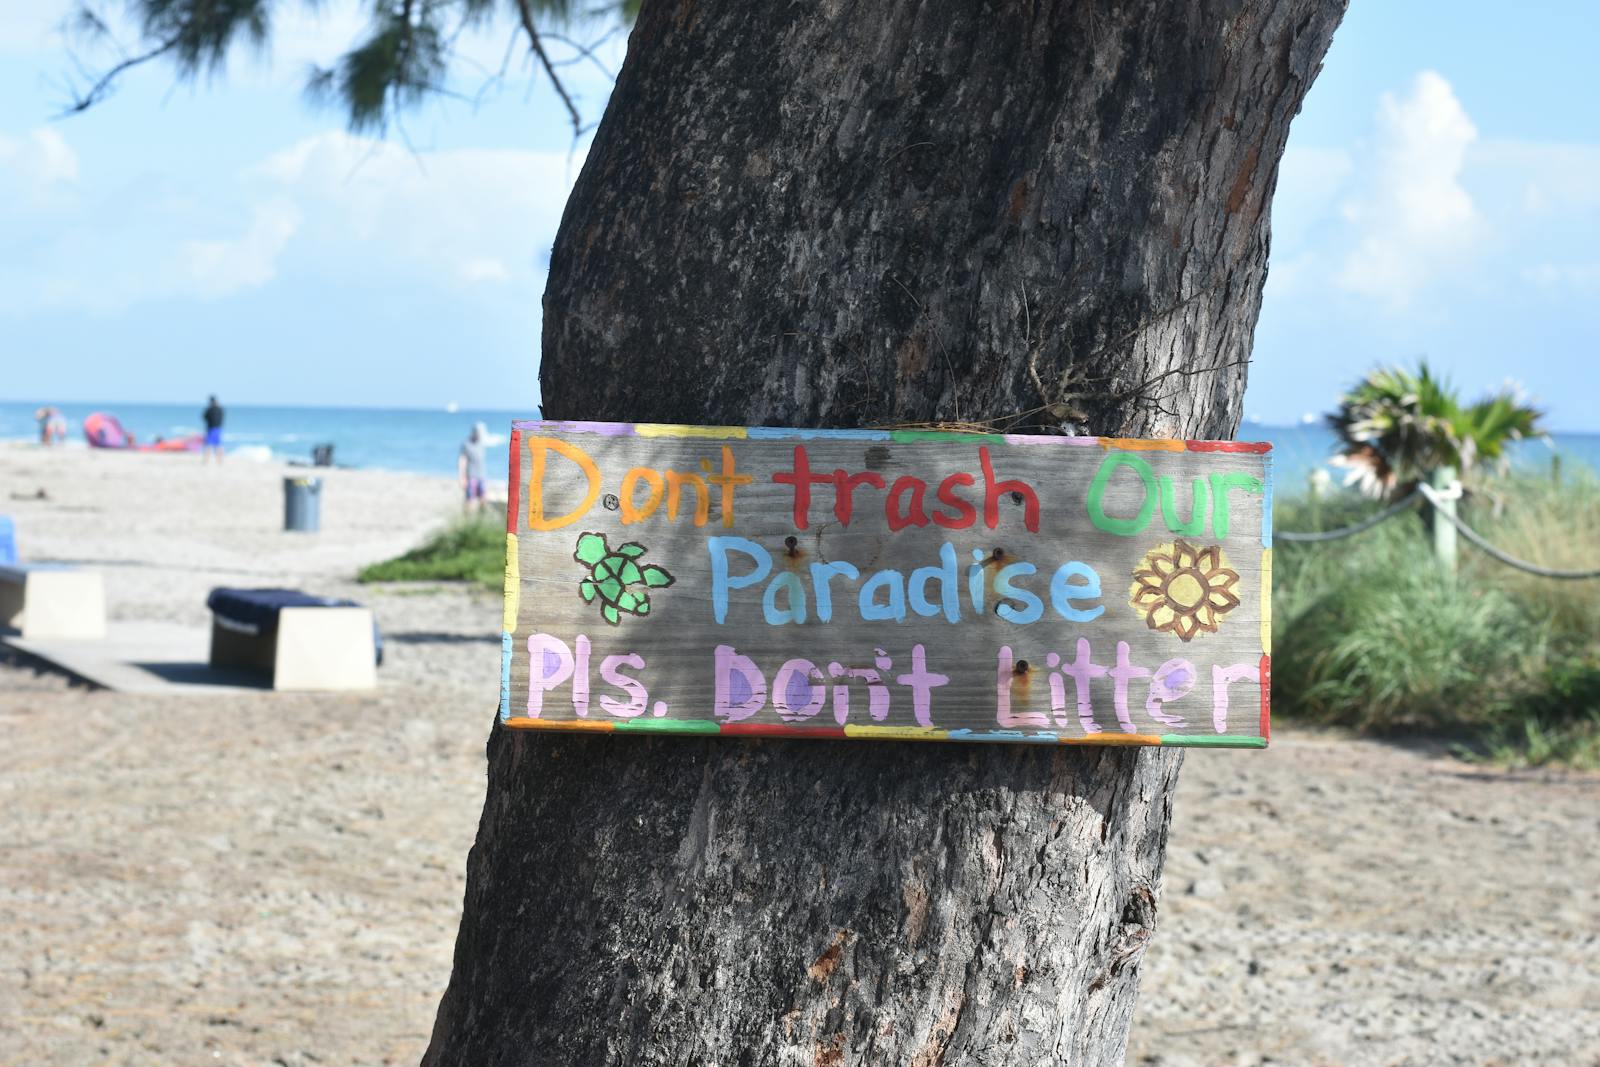 Don't trash Our
Paradise
Pls. Don't Litter